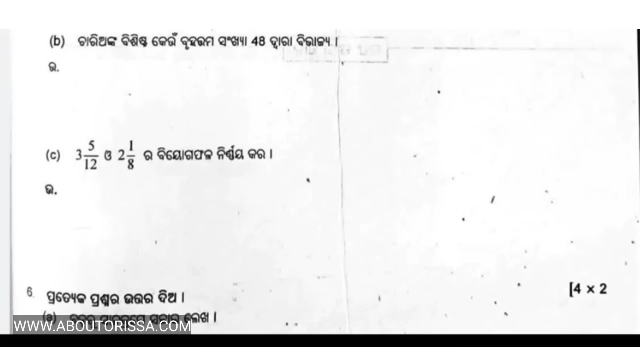 (b) ଚାରିଅଙ୍କ ବିଶିଷ୍ଟ କେଉଁ ବୃହତ୍ତମ ସଂଖ୍ୟା 48 ଦ୍ୱାରା ବିଭାଜ୍ୟ ।
ଉ.
(c) 3 5/12 ଓ 2 1/8 ର ବିୟୋଗଫଳ ନିର୍ଣ୍ଣୟ କର ।
ଉ.
6. ପ୍ରତ୍ୟେକ ପ୍ରଶ୍ନର ଉତ୍ତର ଦିଅ । [4 × 2
(a) ଲେଖ ।
WWW.ABOUTORISSA.COM